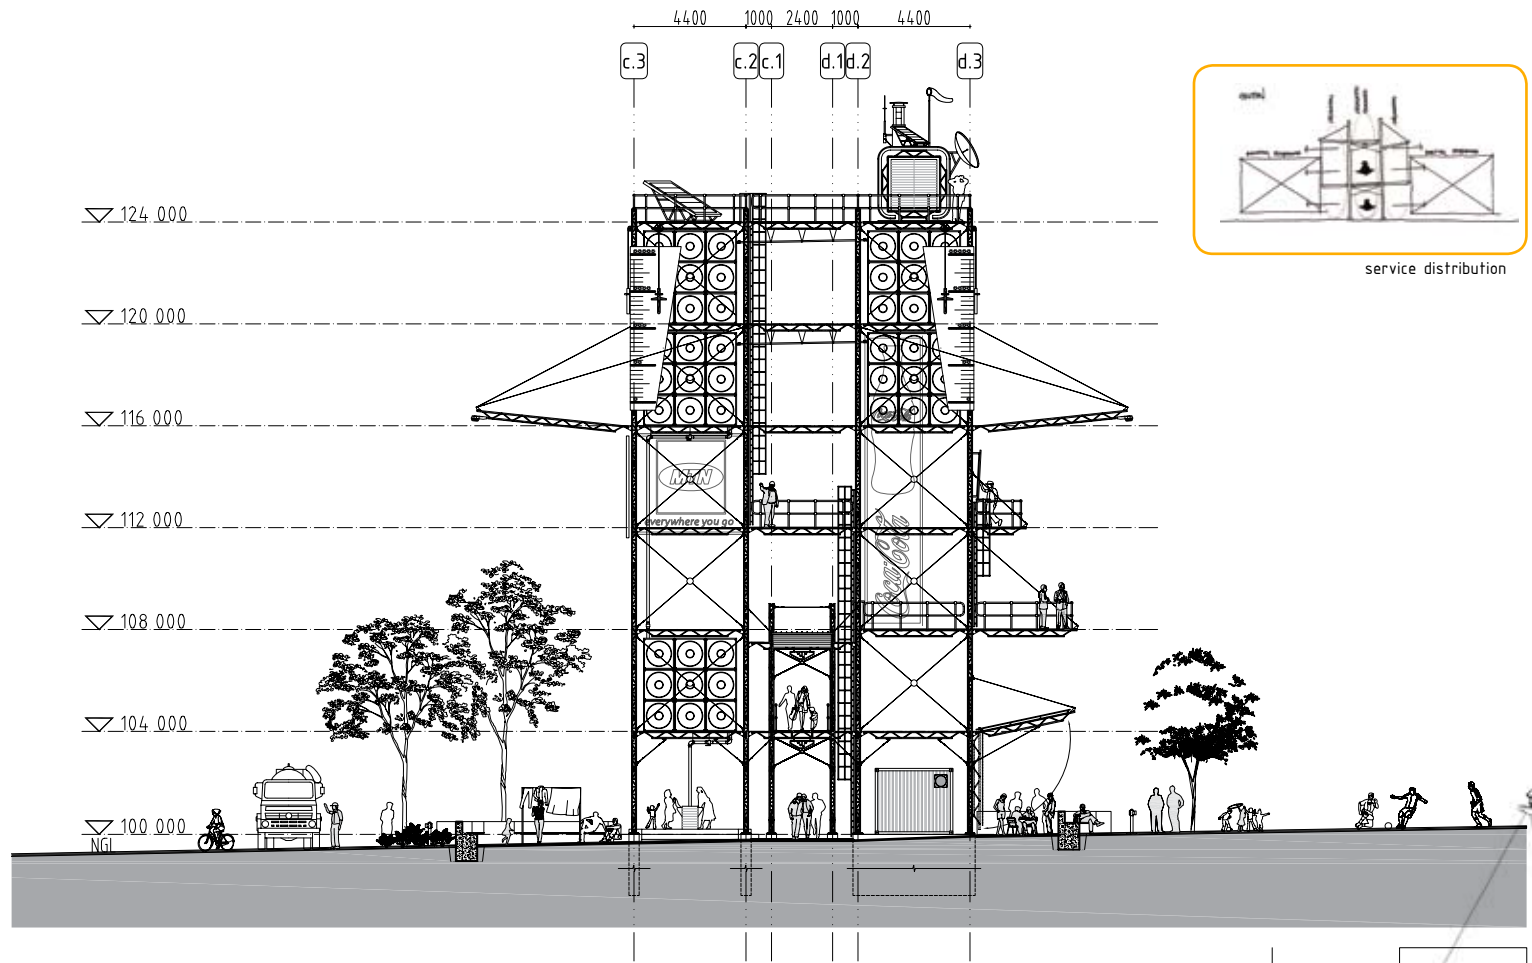 4400 1000 2400 1000 4400
c.3 c.2 c.1 d.1 d.2 d.3
124 000
service distribution
120 000
116 000
MTN
everywhere you go
112 000
Coca-Cola
108 000
104 000
100 000
NGL